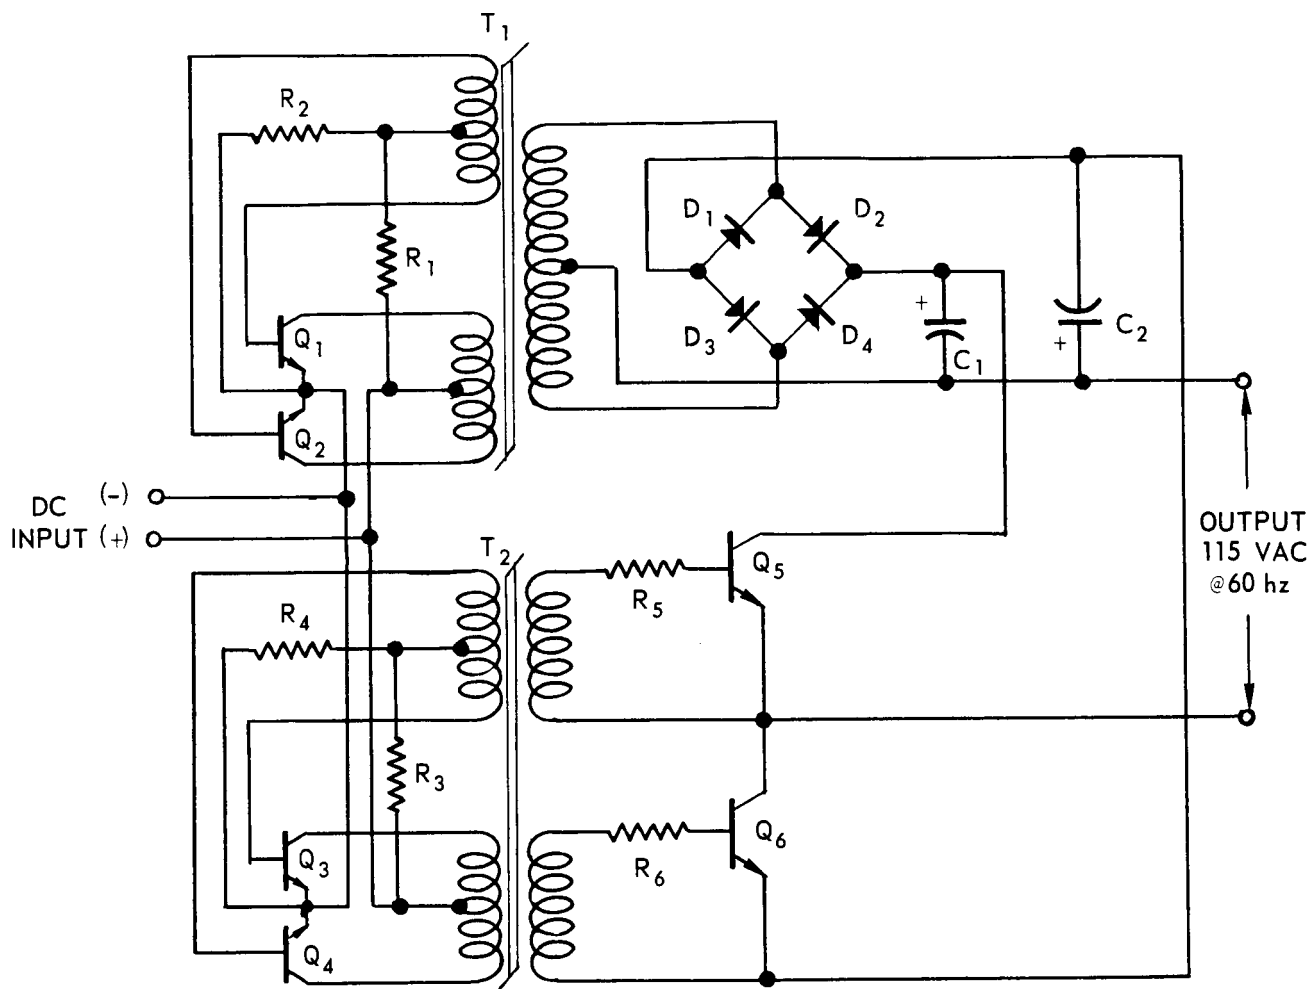 T1
R2
R1
D1
D2
D3
D4
+
C1
+
C2
Q1
Q2
DC (-)
INPUT (+)
OUTPUT
115 VAC
@60 hz
T2
R4
R3
R5
Q5
R6
Q6
Q3
Q4